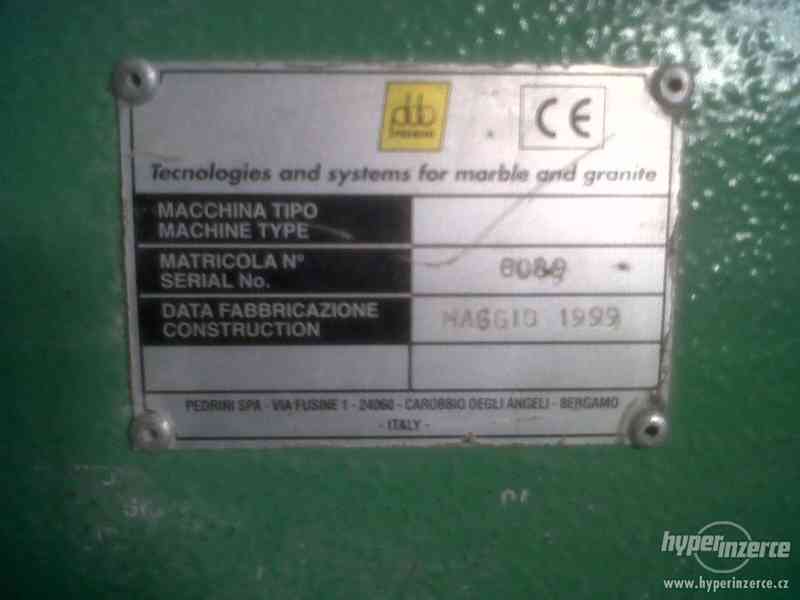 PEDRINI
CE
Tecnologies and systems for marble and granite
MACCHINA TIPO
MACHINE TYPE
MATRICOLA N°
SERIAL No.
DATA FABBRICAZIONE
CONSTRUCTION
MAGGIO 1999
PEDRINI SPA - VIA FUSINE 1 - 24060 - CAROBBIO DEGLI ANGELI - BERGAMO
- ITALY -
hyperinzerce
www.hyperinzerce.cz